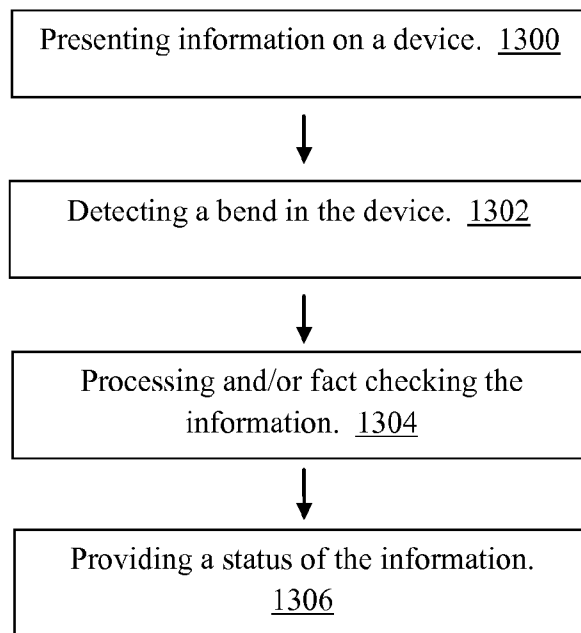 Presenting information on a device. 1300
Detecting a bend in the device. 1302
Processing and/or fact checking the
information. 1304
Providing a status of the information.
1306